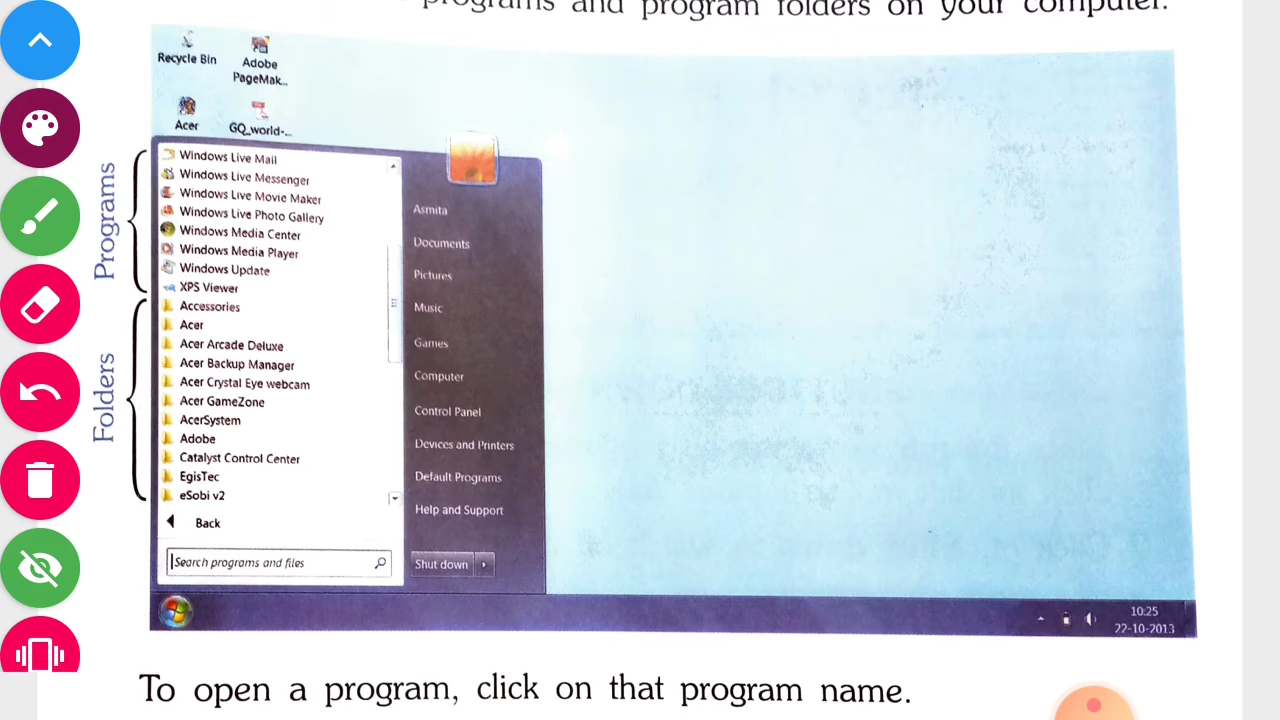 programs and program folders on your computer.
Recycle Bin
Adobe
PageMak...
Acer
GQ_world-...
Programs
Windows Live Mail
Windows Live Messenger
Windows Live Movie Maker
Windows Live Photo Gallery
Windows Media Center
Windows Media Player
Windows Update
XPS Viewer
Folders
Accessories
Acer
Acer Arcade Deluxe
Acer Backup Manager
Acer Crystal Eye webcam
Acer GameZone
AcerSystem
Adobe
Catalyst Control Center
EgisTec
eSobi v2
Back
Search programs and files
Asmita
Documents
Pictures
Music
Games
Computer
Control Panel
Devices and Printers
Default Programs
Help and Support
Shut down
10:25
22-10-2013
To open a program, click on that program name.